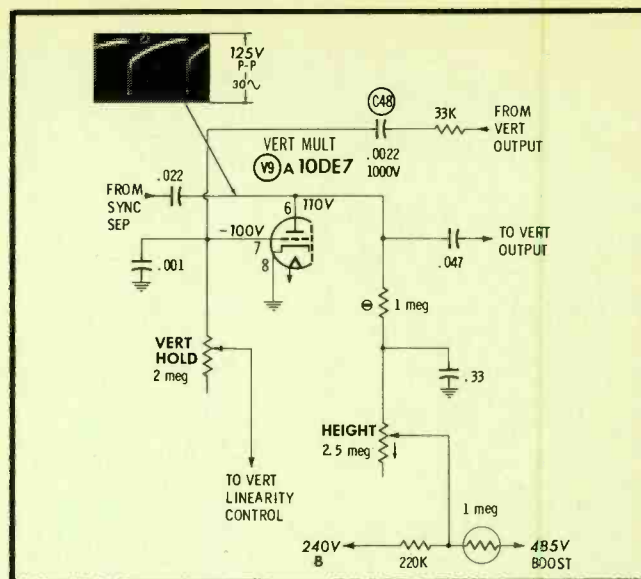 125V
P-P
30∿
C48
33K
FROM
VERT
OUTPUT
VERT MULT
V9 A 10DE7
.0022
1000V
.022
FROM
SYNC
SEP
6 110V
-100V
7
8
.001
TO VERT
OUTPUT
.047
1 meg
VERT
HOLD
2 meg
.33
HEIGHT
2.5 meg
TO VERT
LINEARITY
CONTROL
1 meg
240V
B
220K
485V
BOOST